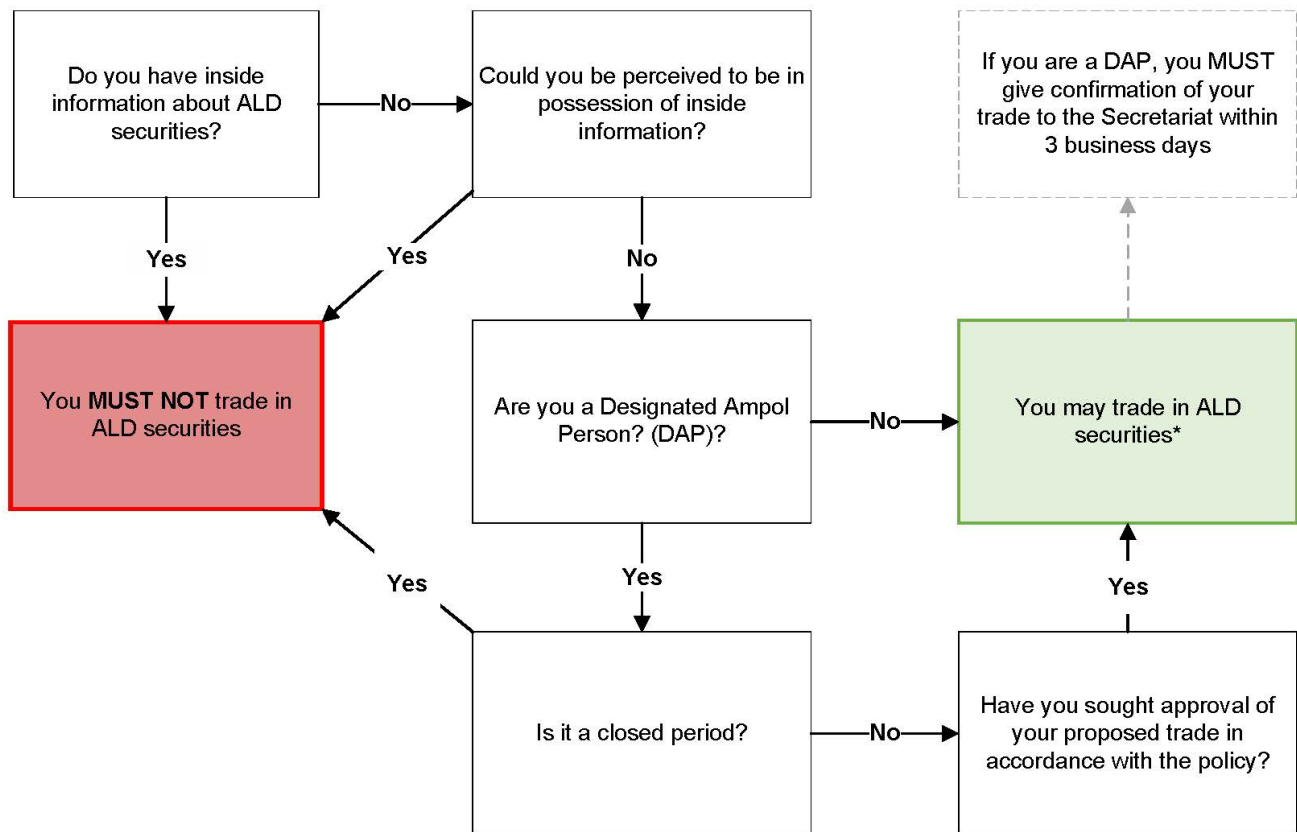 Do you have inside
information about ALD
securities?
No
Could you be perceived to be in
possession of inside
information?
If you are a DAP, you MUST
give confirmation of your
trade to the Secretariat within
3 business days
Yes
Yes
No
You MUST NOT trade in
ALD securities
Are you a Designated Ampol
Person? (DAP)?
No
You may trade in ALD
securities*
Yes
Yes
Yes
Is it a closed period?
No
Have you sought approval of
your proposed trade in
accordance with the policy?